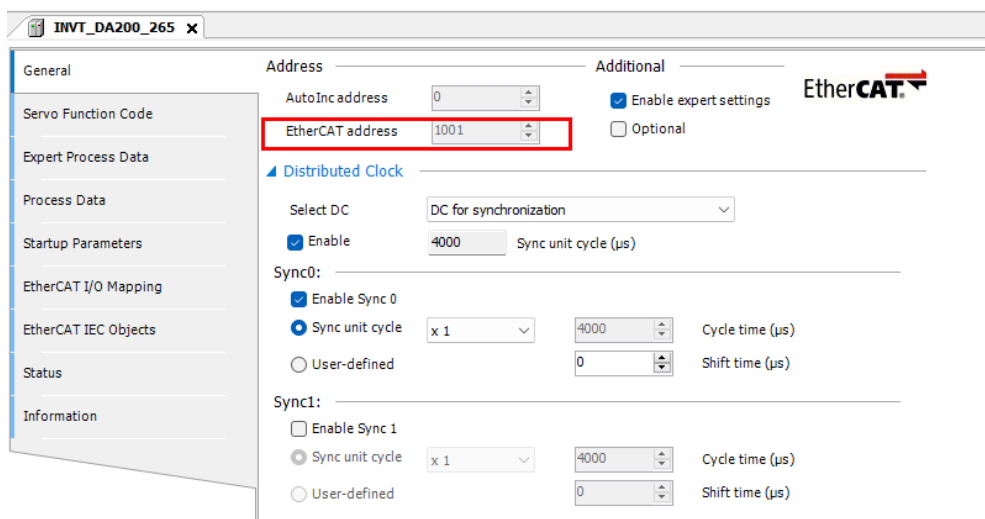 INVT_DA200_265 x
General
Servo Function Code
Expert Process Data
Process Data
Startup Parameters
EtherCAT I/O Mapping
EtherCAT IEC Objects
Status
Information
Address
AutoInc address 0
EtherCAT address 1001
Additional
Enable expert settings
Optional
EtherCAT.
Distributed Clock
Select DC DC for synchronization
Enable 4000 Sync unit cycle (µs)
Sync0:
Enable Sync 0
Sync unit cycle x 1 4000 Cycle time (µs)
User-defined 0 Shift time (µs)
Sync1:
Enable Sync 1
Sync unit cycle x 1 4000 Cycle time (µs)
User-defined 0 Shift time (µs)